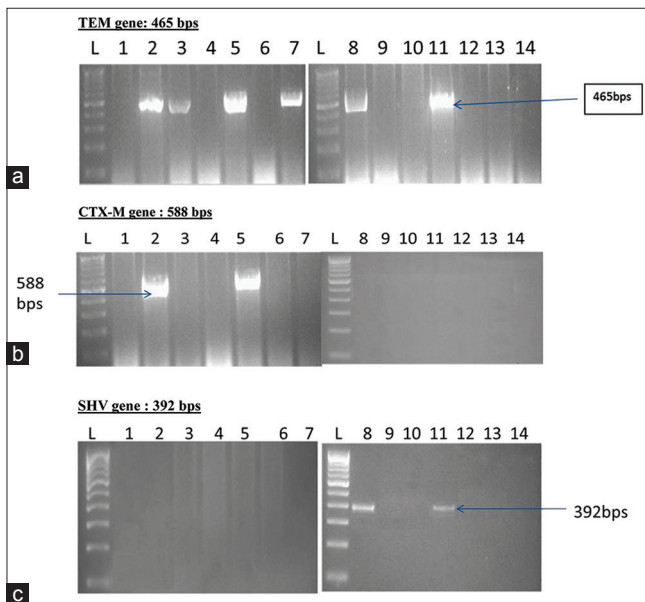 TEM gene: 465 bps
L 1 2 3 4 5 6 7 L 8 9 10 11 12 13 14
465bps
a
CTX-M gene : 588 bps
L 1 2 3 4 5 6 7 L 8 9 10 11 12 13 14
588
bps
b
SHV gene : 392 bps
L 1 2 3 4 5 6 7 L 8 9 10 11 12 13 14
392bps
c